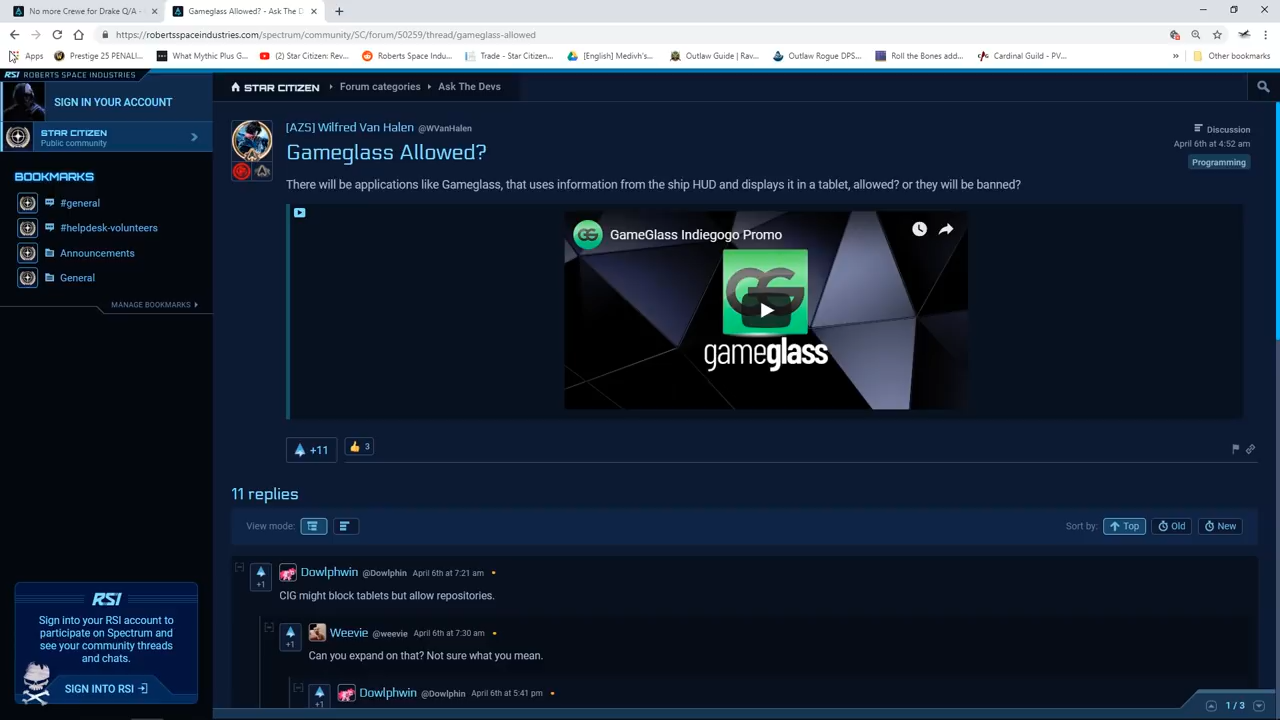 No more Crewe for Drake Q/A -
Gameglass Allowed? - Ask The D
https://robertsspaceindustries.com/spectrum/community/SC/forum/50259/thread/gameglass-allowed
Apps
Prestige 25 PENALI...
What Mythic Plus G...
(2) Star Citizen: Rev...
Roberts Space Indu...
Trade - Star Citizen...
[English] Medivh's...
Outlaw Guide | Rav...
Outlaw Rogue DPS...
Roll the Bones add...
Cardinal Guild - PV...
»
Other bookmarks
RSI ROBERTS SPACE INDUSTRIES
SIGN IN YOUR ACCOUNT
STAR CITIZEN
Public community
BOOKMARKS
#general
#helpdesk-volunteers
Announcements
General
MANAGE BOOKMARKS
RSI
Sign into your RSI account to
participate on Spectrum and
see your community threads
and chats.
SIGN INTO RSI
STAR CITIZEN
Forum categories
Ask The Devs
[AZS] Wilfred Van Halen @WVanHalen
Gameglass Allowed?
Discussion
April 6th at 4:52 am
Programming
There will be applications like Gameglass, that uses information from the ship HUD and displays it in a tablet, allowed? or they will be banned?
GG GameGlass Indiegogo Promo
GG
gameglass
+11
3
11 replies
View mode:
Sort by: Top Old New
Dowlphwin @Dowlphin April 6th at 7:21 am
+1
CIG might block tablets but allow repositories.
Weevie @weevie April 6th at 7:30 am
+1
Can you expand on that? Not sure what you mean.
Dowlphwin @Dowlphin April 6th at 5:41 pm
+1
1 / 3